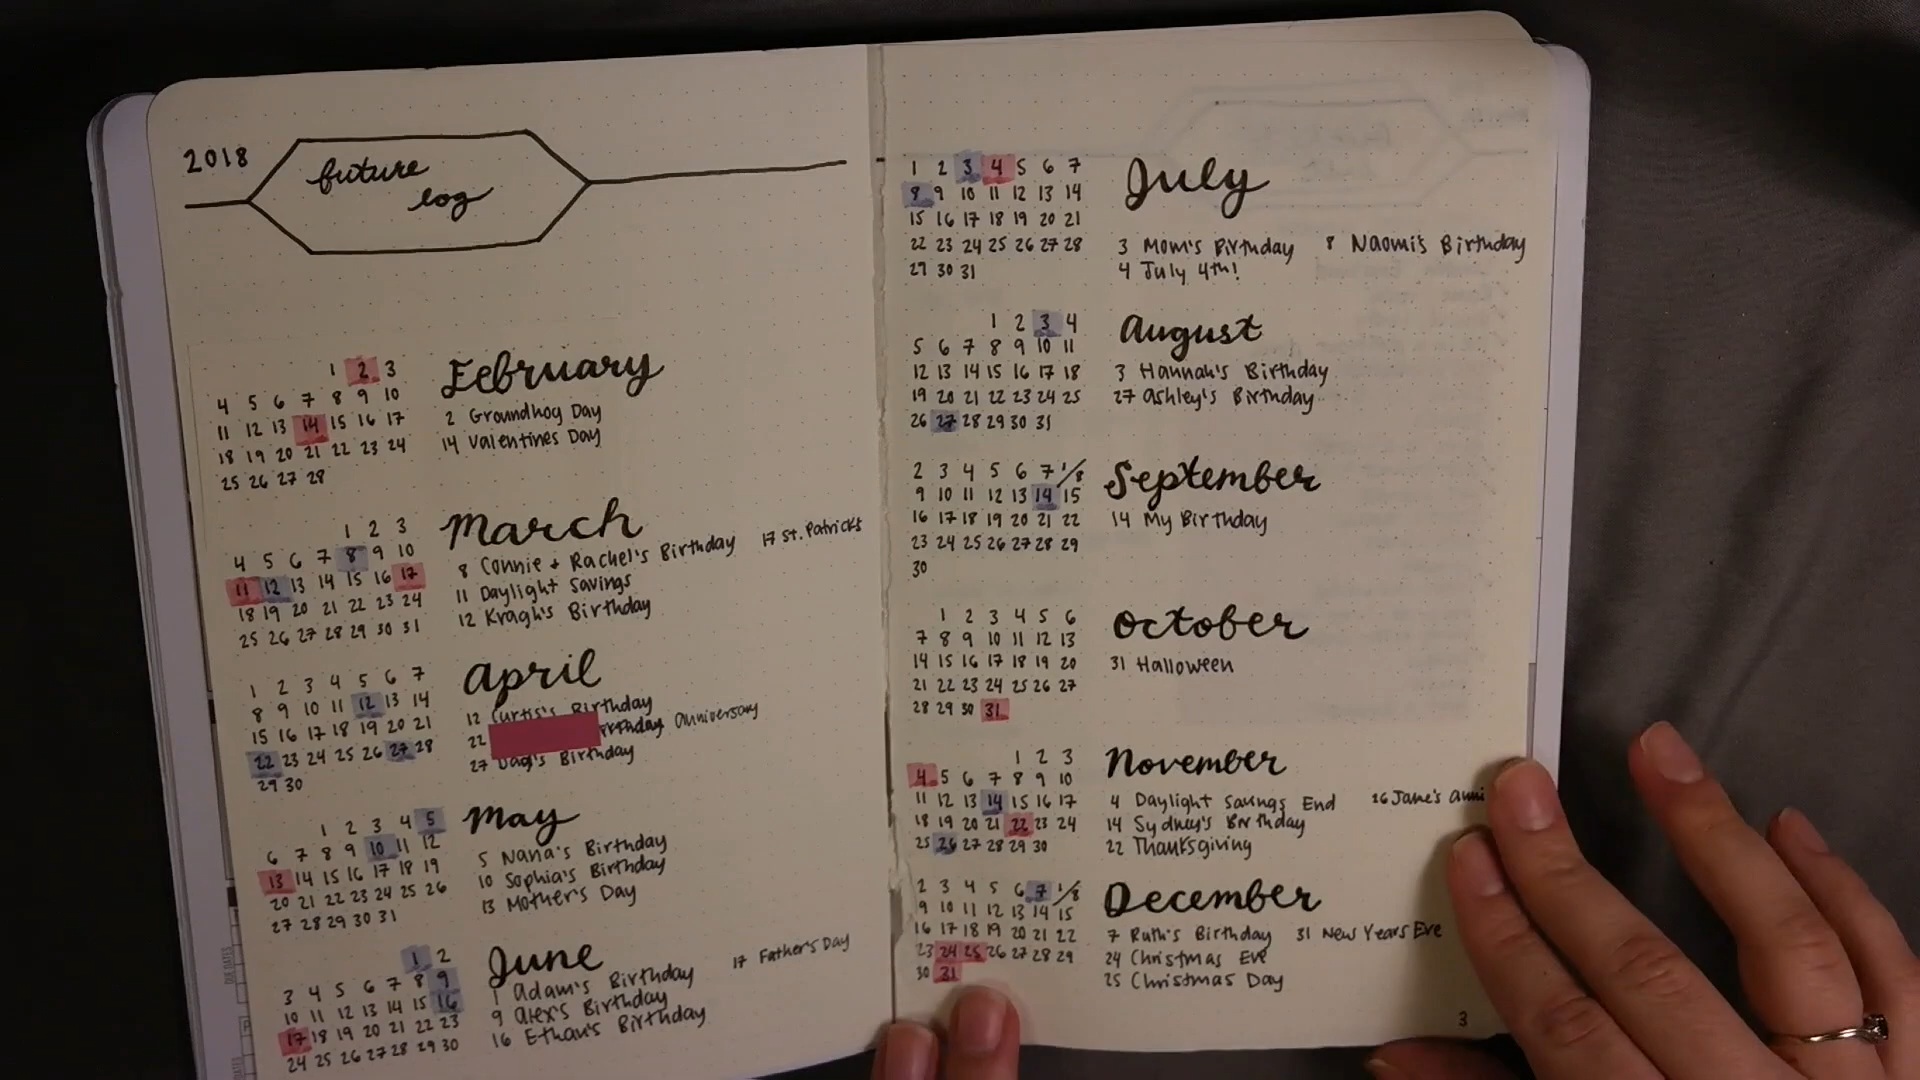 2018
future
log
1 2 3
4 5 6 7 8 9 10
11 12 13 14 15 16 17
18 19 20 21 22 23 24
25 26 27 28
February
2 Groundhog Day
14 Valentines Day
1 2 3
4 5 6 7 8 9 10
11 12 13 14 15 16 17
18 19 20 21 22 23 24
25 26 27 28 29 30 31
March
8 Connie + Rachel's Birthday 17 St. Patricks
11 Daylight Savings
12 Kragh's Birthday
1 2 3 4 5 6 7
8 9 10 11 12 13 14
15 16 17 18 19 20 21
22 23 24 25 26 27 28
29 30
April
12 Curtis's Birthday
22 Anniversary
27 Dag's Birthday
1 2 3 4 5
6 7 8 9 10 11 12
13 14 15 16 17 18 19
20 21 22 23 24 25 26
27 28 29 30 31
May
5 Nana's Birthday
10 Sophia's Birthday
13 Mother's Day
1 2
3 4 5 6 7 8 9
10 11 12 13 14 15 16
17 18 19 20 21 22 23
24 25 26 27 28 29 30
June
1 Adam's Birthday 17 Father's Day
9 Alex's Birthday
16 Ethan's Birthday
1 2 3 4 5 6 7
8 9 10 11 12 13 14
15 16 17 18 19 20 21
22 23 24 25 26 27 28
29 30 31
July
3 Mom's Birthday 8 Naomi's Birthday
4 July 4th!
1 2 3 4
5 6 7 8 9 10 11
12 13 14 15 16 17 18
19 20 21 22 23 24 25
26 27 28 29 30 31
August
3 Hannah's Birthday
27 Ashley's Birthday
2 3 4 5 6 7 1/8
9 10 11 12 13 14 15
16 17 18 19 20 21 22
23 24 25 26 27 28 29
30
September
14 My Birthday
1 2 3 4 5 6
7 8 9 10 11 12 13
14 15 16 17 18 19 20
21 22 23 24 25 26 27
28 29 30 31
October
31 Halloween
1 2 3
4 5 6 7 8 9 10
11 12 13 14 15 16 17
18 19 20 21 22 23 24
25 26 27 28 29 30
November
4 Daylight Savings End 26 Jane's
14 Sydney's Birthday
22 Thanksgiving
2 3 4 5 6 7 1/8
9 10 11 12 13 14 15
16 17 18 19 20 21 22
23 24 25 26 27 28 29
30 31
December
7 Ruth's Birthday 31 New Years Eve
24 Christmas Eve
25 Christmas Day
3